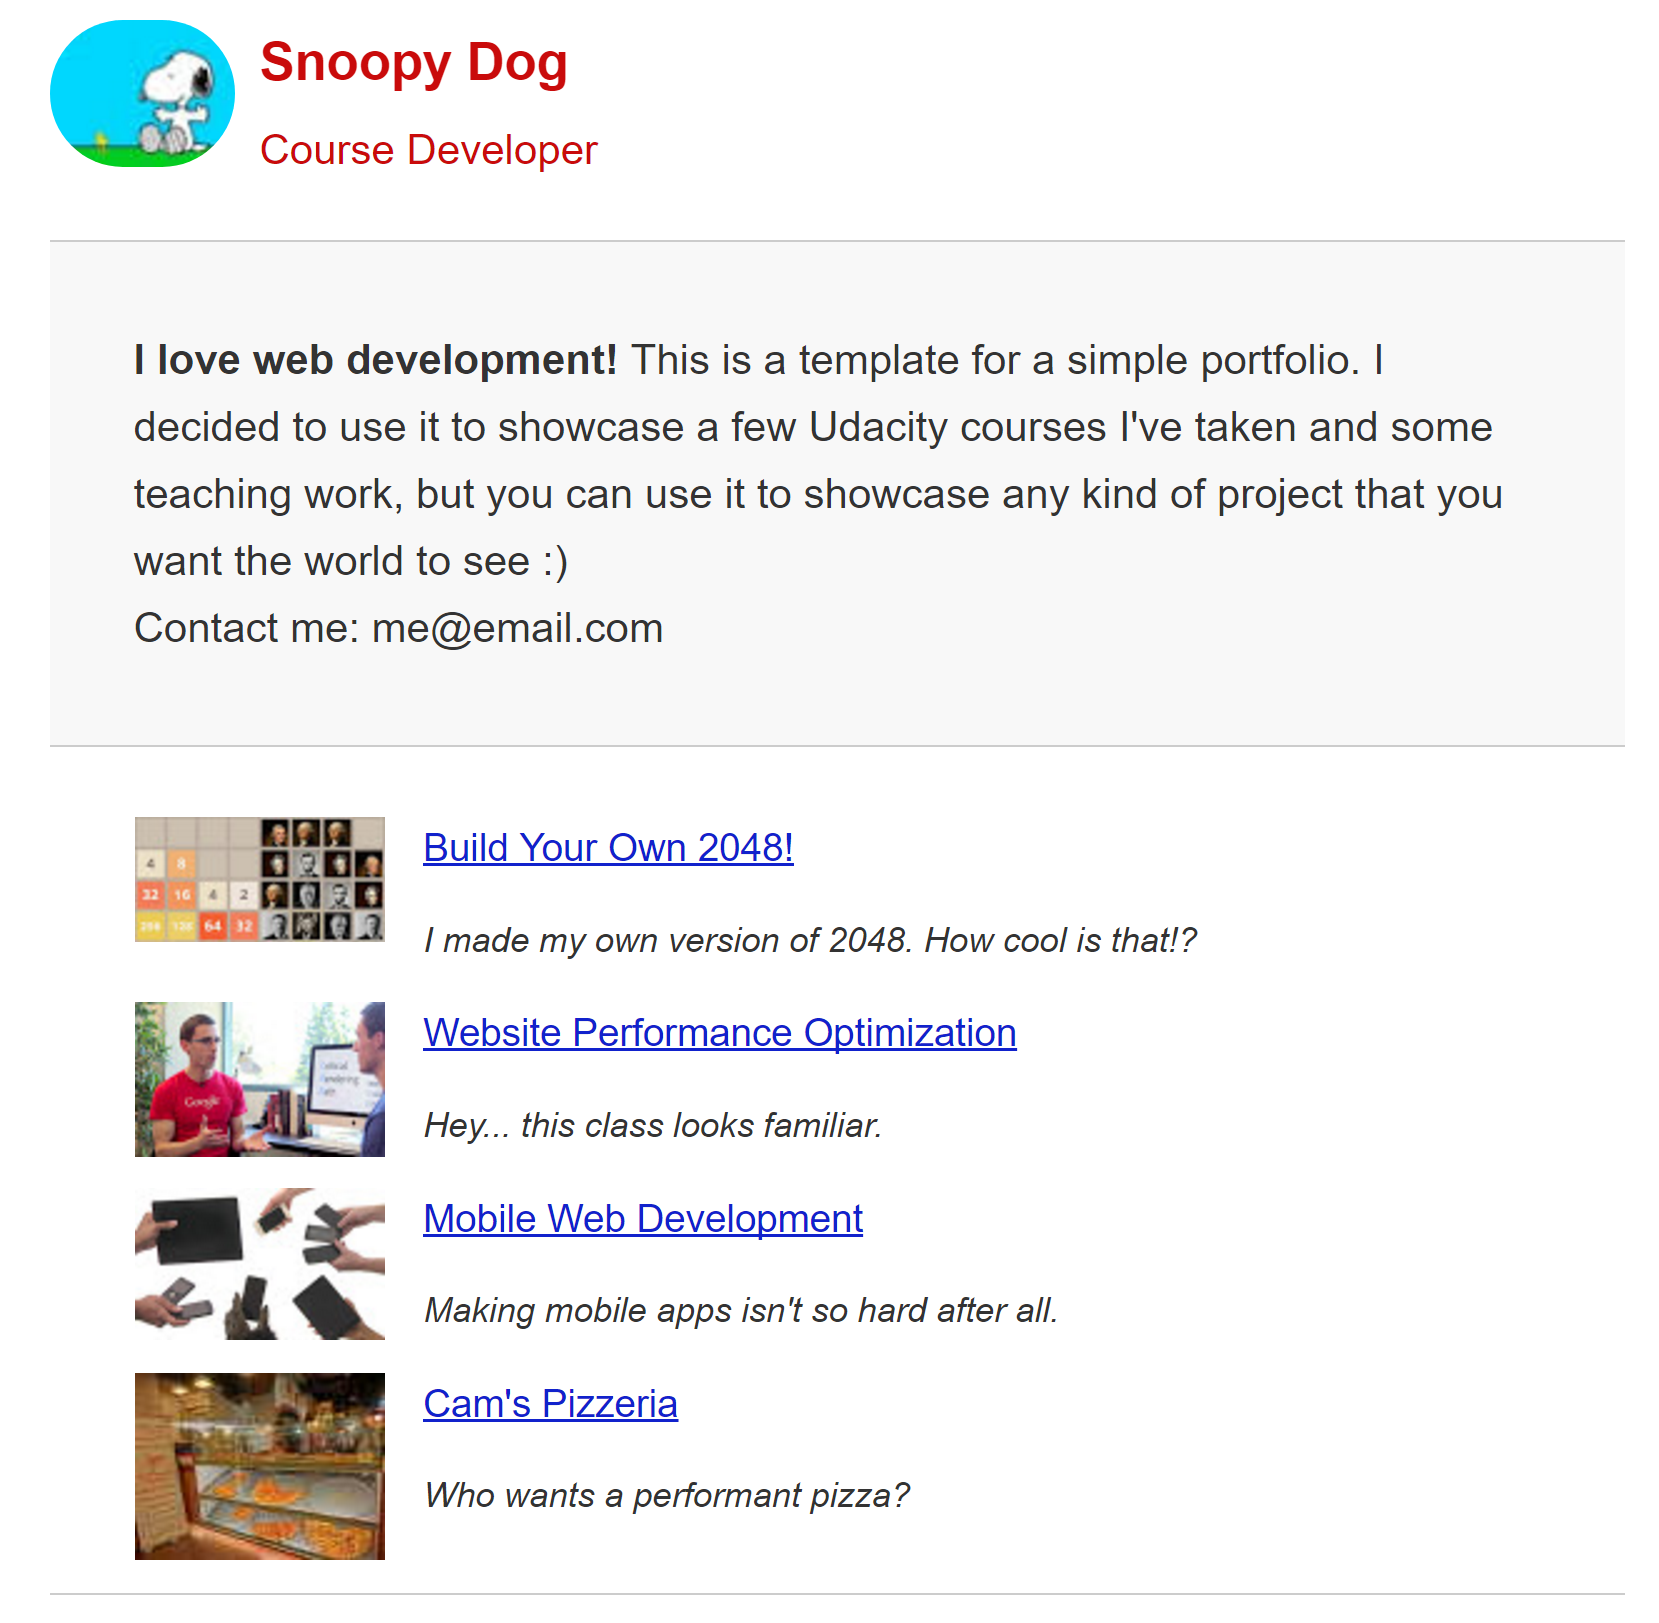 Snoopy Dog
Course Developer
I love web development! This is a template for a simple portfolio. I
decided to use it to showcase a few Udacity courses I've taken and some
teaching work, but you can use it to showcase any kind of project that you
want the world to see :)
Contact me: me@email.com
4 8
32 16 4 2
64 32
Build Your Own 2048!
I made my own version of 2048. How cool is that!?
Google
Website Performance Optimization
Hey... this class looks familiar.
Mobile Web Development
Making mobile apps isn't so hard after all.
Cam's Pizzeria
Who wants a performant pizza?